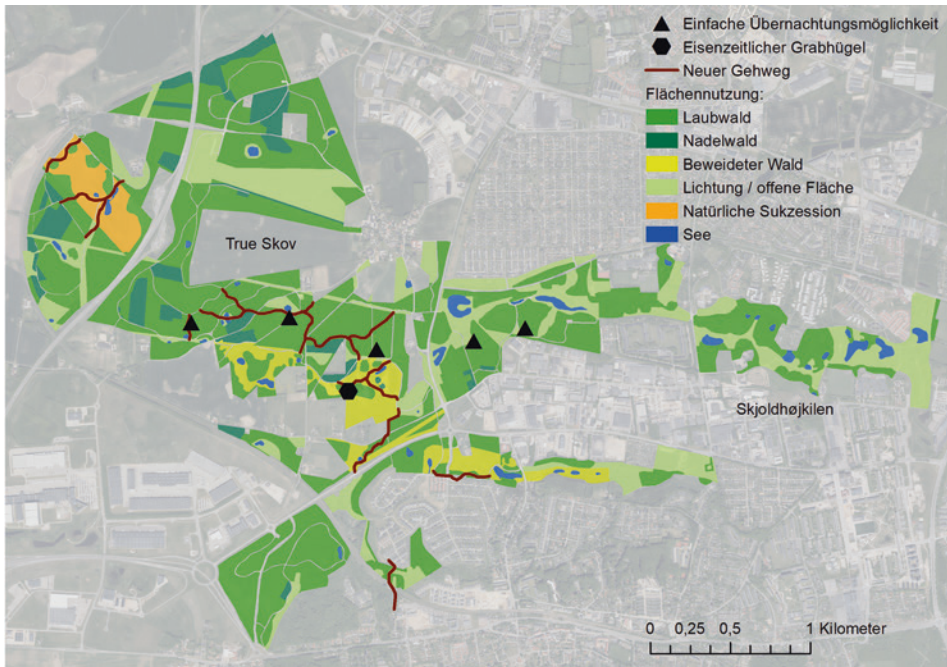 Einfache Übernachtungsmöglichkeit
Eisenzeitlicher Grabhügel
Neuer Gehweg
Flächennutzung:
Laubwald
Nadelwald
Beweideter Wald
Lichtung / offene Fläche
Natürliche Sukzession
See
True Skov
Skjoldhøjkilen
0 0,25 0,5 1 Kilometer